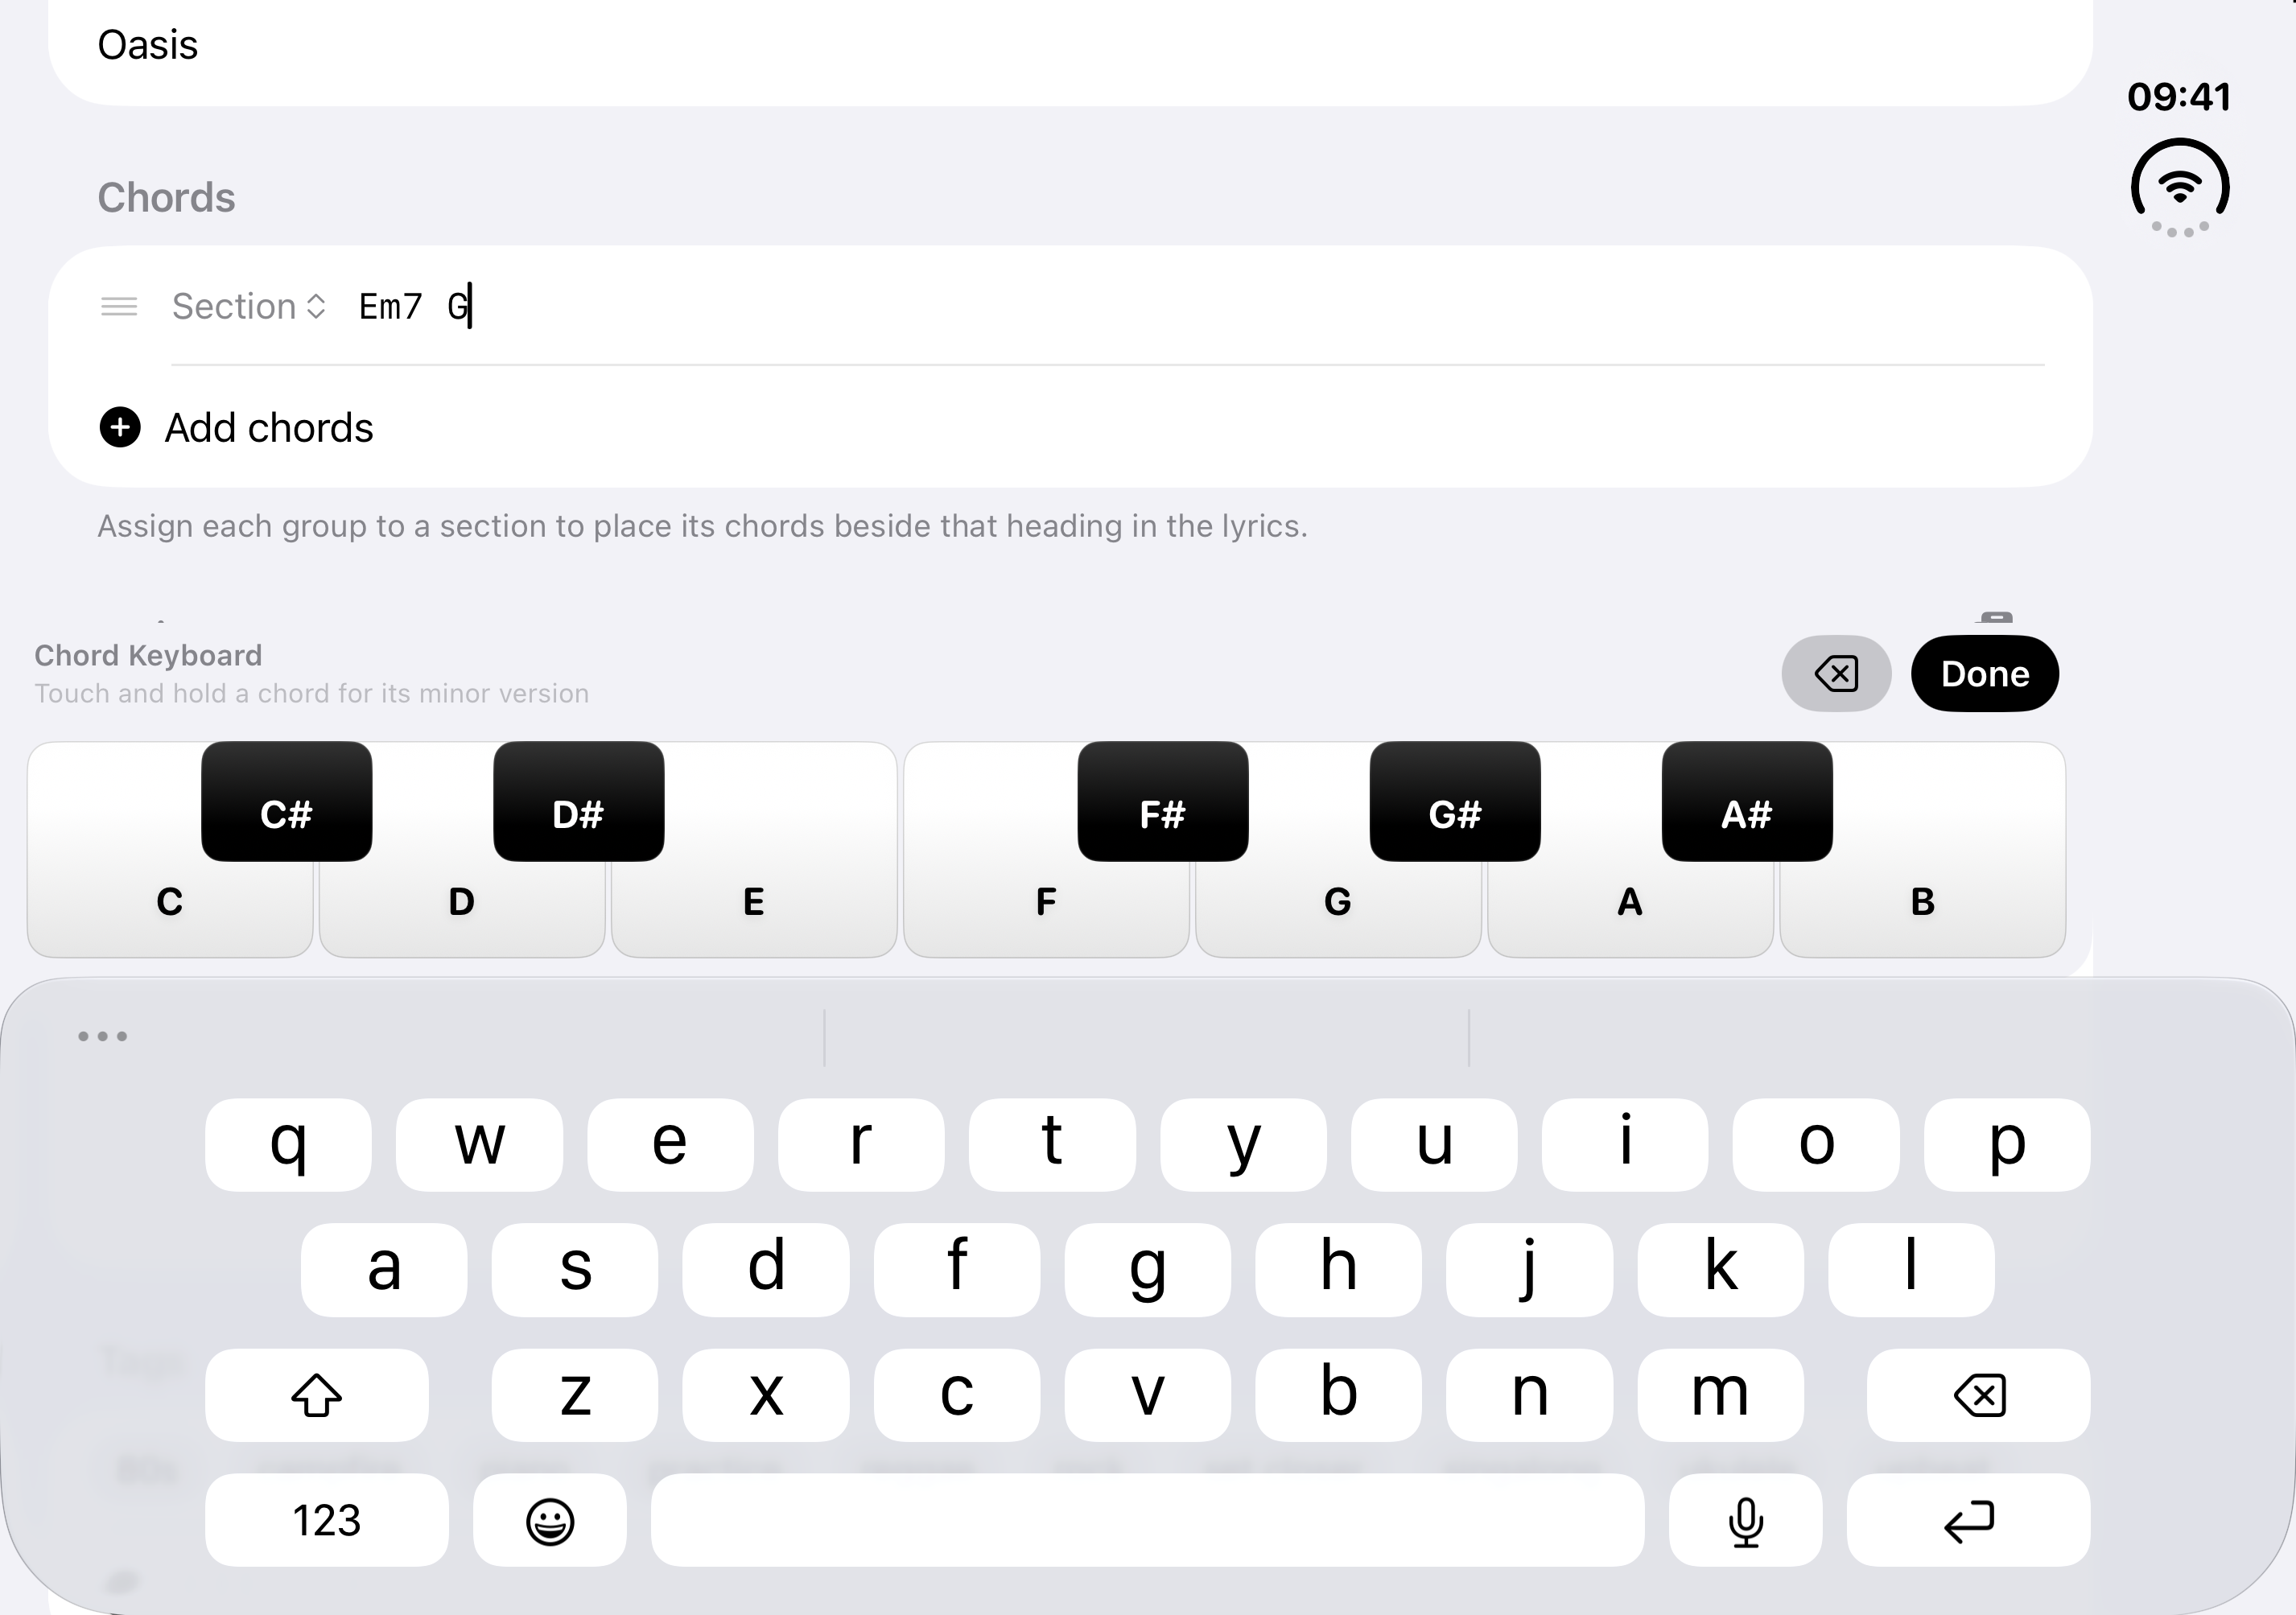 Oasis
09:41
Chords
Section Em7 G
Add chords
Assign each group to a section to place its chords beside that heading in the lyrics.
Chord Keyboard
Touch and hold a chord for its minor version
Done
C# D# F# G# A#
C D E F G A B
q w e r t y u i o p
a s d f g h j k l
z x c v b n m
123